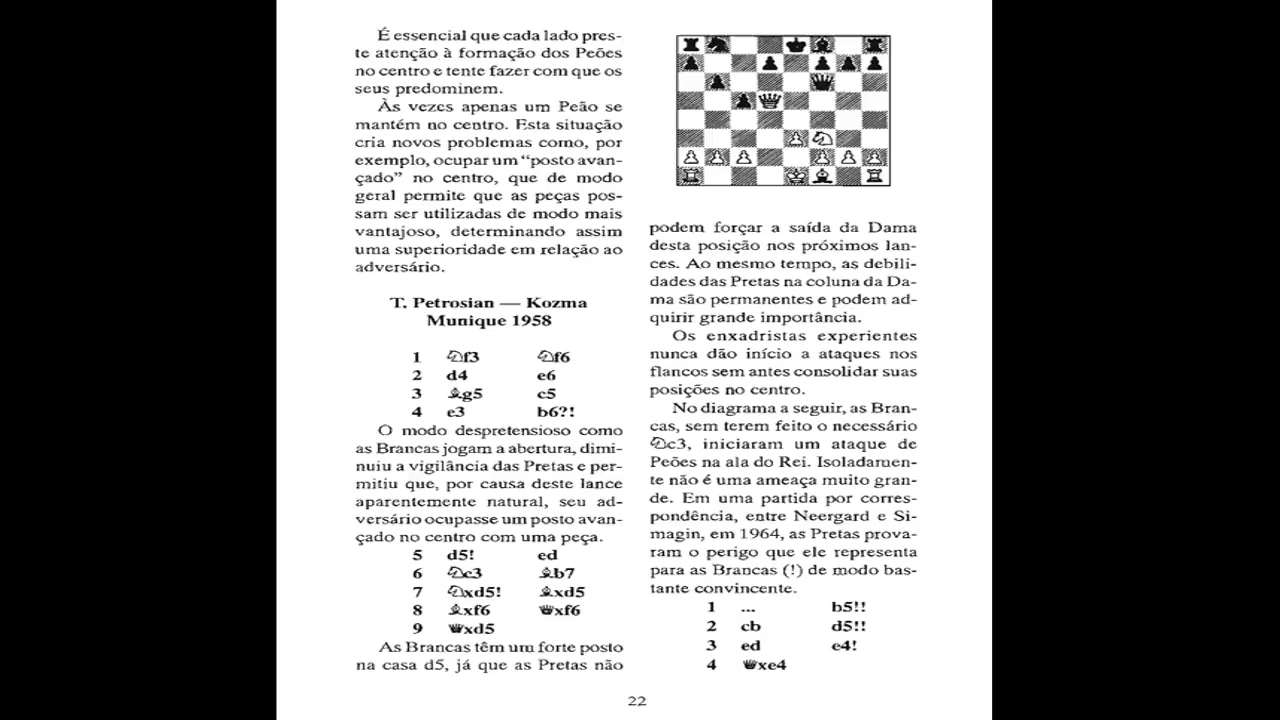 É essencial que cada lado pres-
te atenção à formação dos Peões
no centro e tente fazer com que os
seus predominem.
Às vezes apenas um Peão se
mantém no centro. Esta situação
cria novos problemas como, por
exemplo, ocupar um “posto avan-
çado” no centro, que de modo
geral permite que as peças pos-
sam ser utilizadas de modo mais
vantajoso, determinando assim
uma superioridade em relação ao
adversário.
T. Petrosian — Kozma
Munique 1958
1 ♘f3 ♘f6
2 d4 e6
3 ♗g5 c5
4 e3 b6?!
O modo despretensioso como
as Brancas jogam a abertura, dimi-
nuiu a vigilância das Pretas e per-
mitiu que, por causa deste lance
aparentemente natural, seu ad-
versário ocupasse um posto avan-
çado no centro com uma peça.
5 d5! ed
6 ♘c3 ♗b7
7 ♘xd5! ♗xd5
8 ♗xf6 ♛xf6
9 ♛xd5
As Brancas têm um forte posto
na casa d5, já que as Pretas não
podem forçar a saída da Dama
desta posição nos próximos lan-
ces. Ao mesmo tempo, as debili-
dades das Pretas na coluna da Da-
ma são permanentes e podem ad-
quirir grande importância.
Os enxadristas experientes
nunca dão início a ataques nos
flancos sem antes consolidar suas
posições no centro.
No diagrama a seguir, as Bran-
cas, sem terem feito o necessário
♘c3, iniciaram um ataque de
Peões na ala do Rei. Isoladamen-
te não é uma ameaça muito gran-
de. Em uma partida por corres-
pondência, entre Neergard e Si-
magin, em 1964, as Pretas prova-
ram o perigo que ele representa
para as Brancas (!) de modo bas-
tante convincente.
1 ... b5!!
2 cb d5!!
3 ed e4!
4 ♛xe4
22